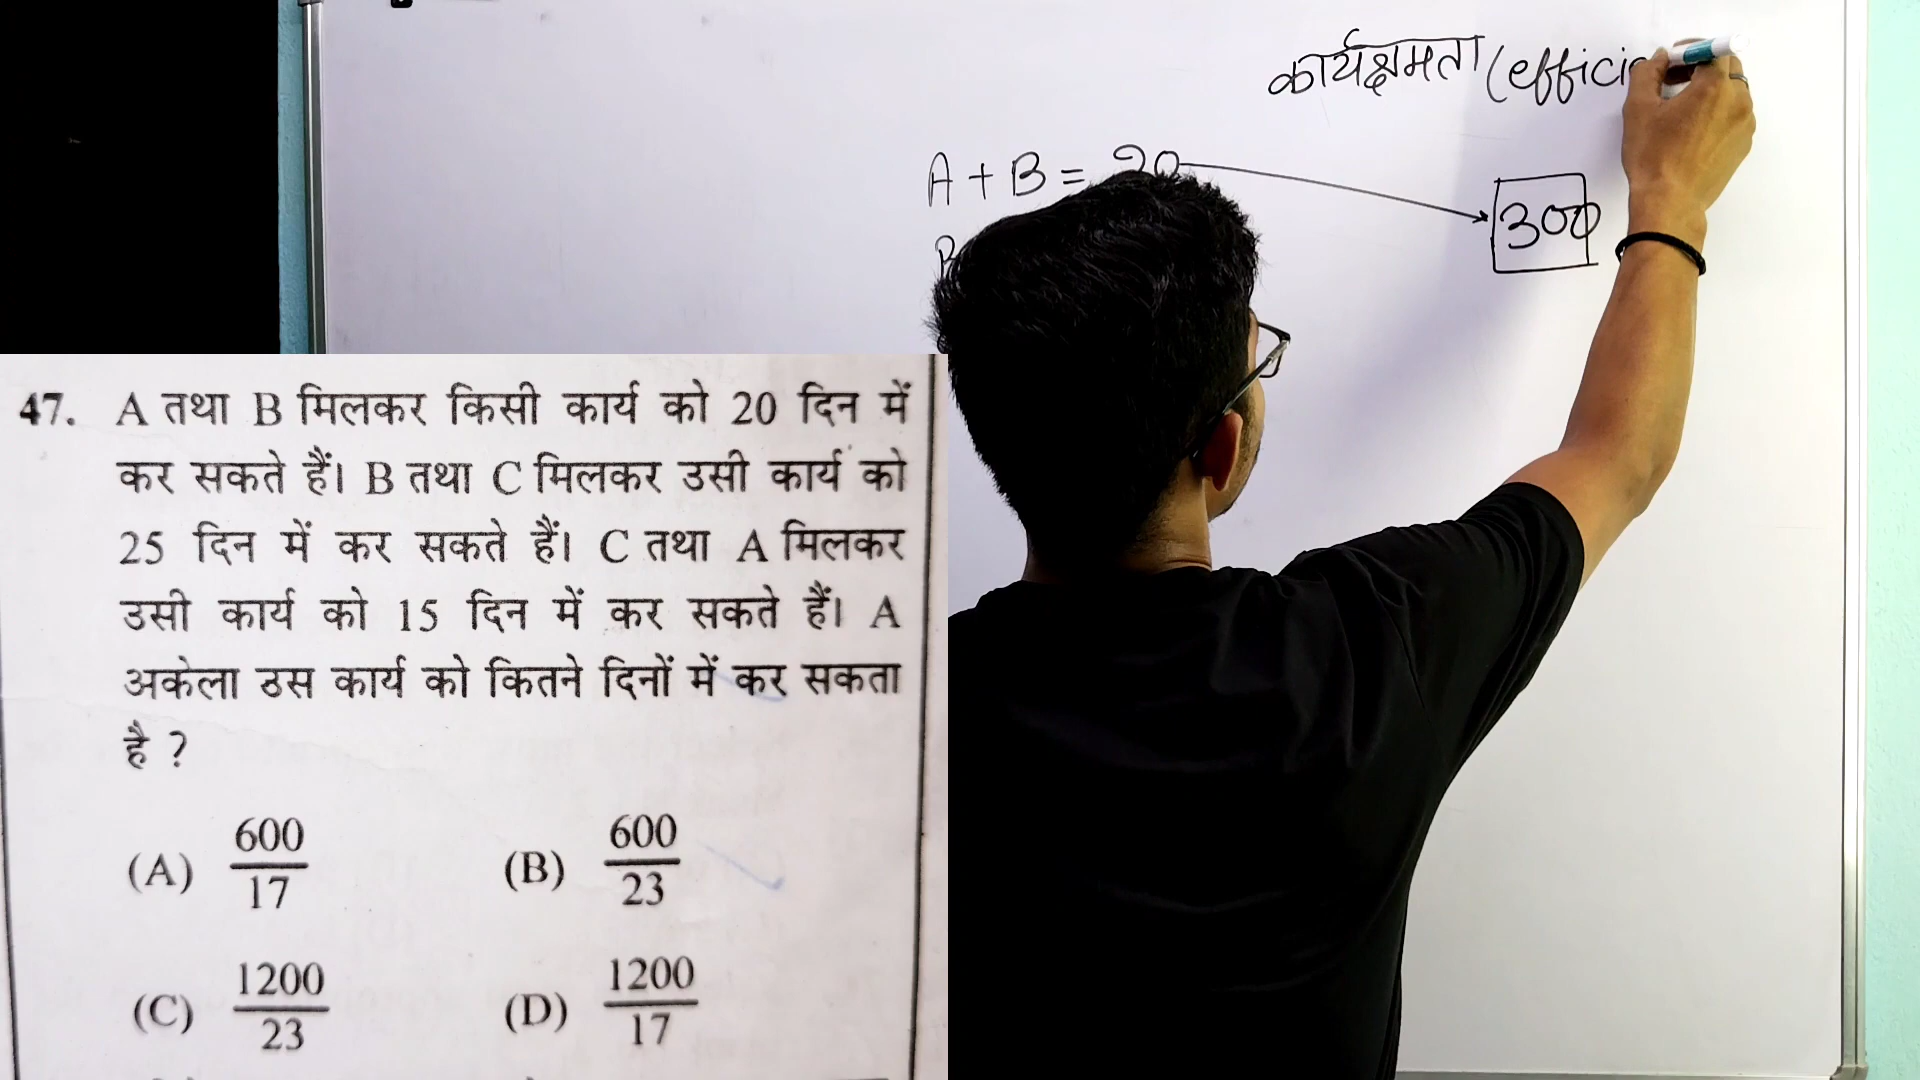 कार्यक्षमता (effici
A + B = 20
B
300
47. A तथा B मिलकर किसी कार्य को 20 दिन में
कर सकते हैं। B तथा C मिलकर उसी कार्य को
25 दिन में कर सकते हैं। C तथा A मिलकर
उसी कार्य को 15 दिन में कर सकते हैं। A
अकेला उस कार्य को कितने दिनों में कर सकता
है ?
(A) 600/17 (B) 600/23
(C) 1200/23 (D) 1200/17